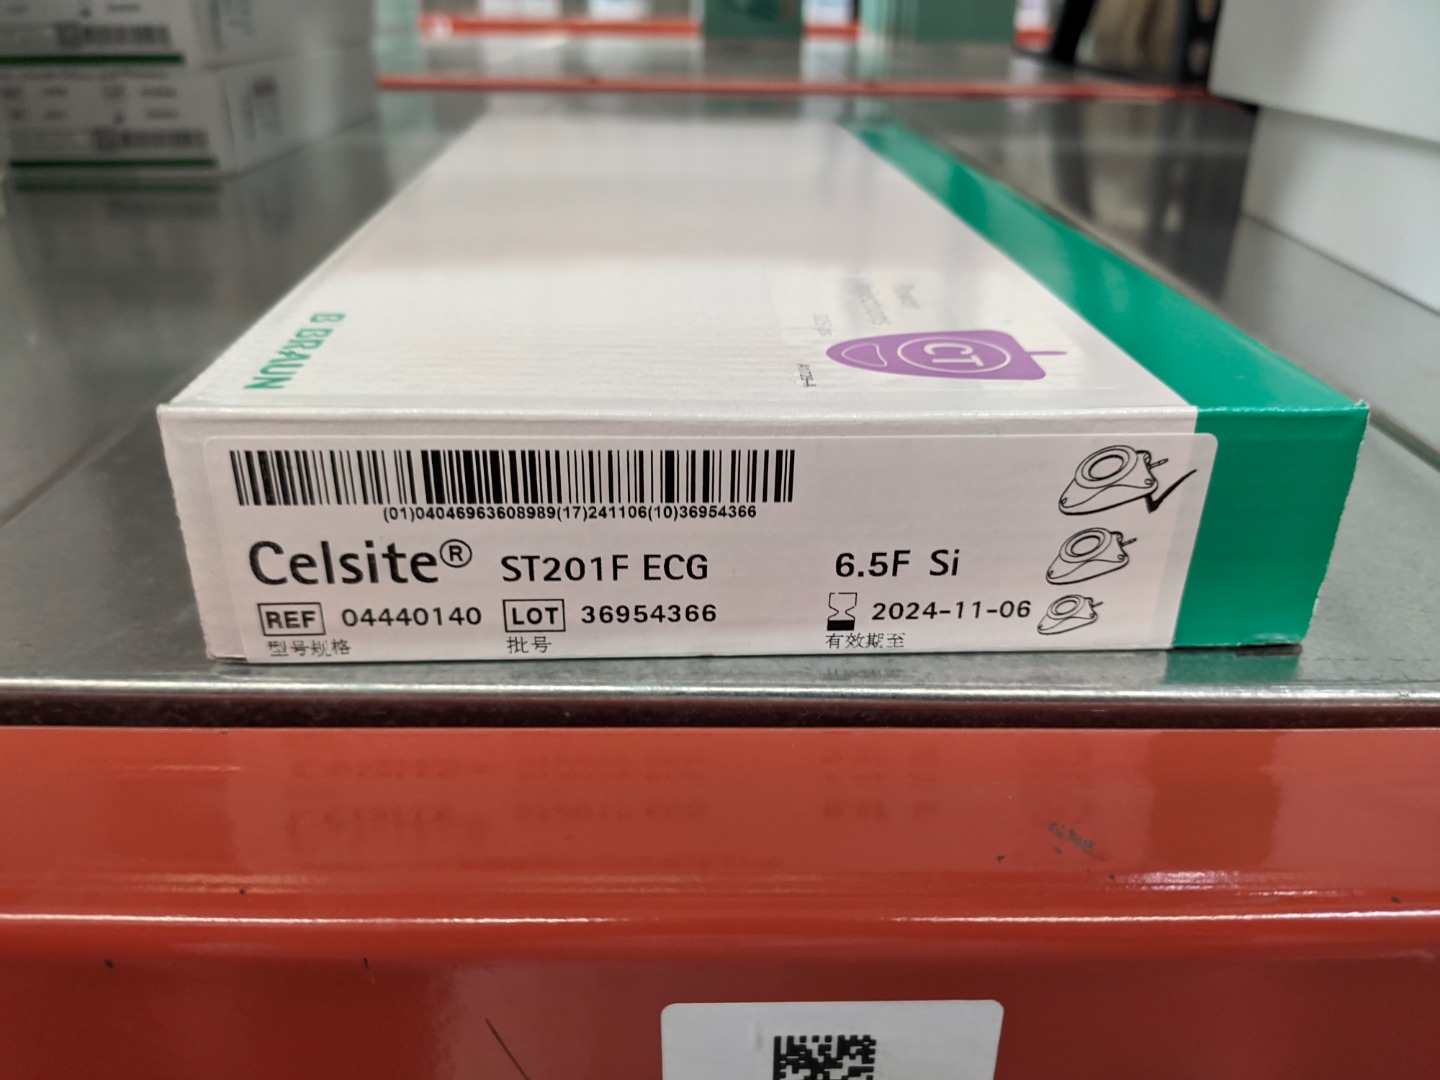 B BRAUN
CT
(01)04046963608989(17)241106(10)36954366
Celsite® ST201F ECG 6.5F Si
REF 04440140 LOT 36954366 2024-11-06
型号规格 批号 有效期至